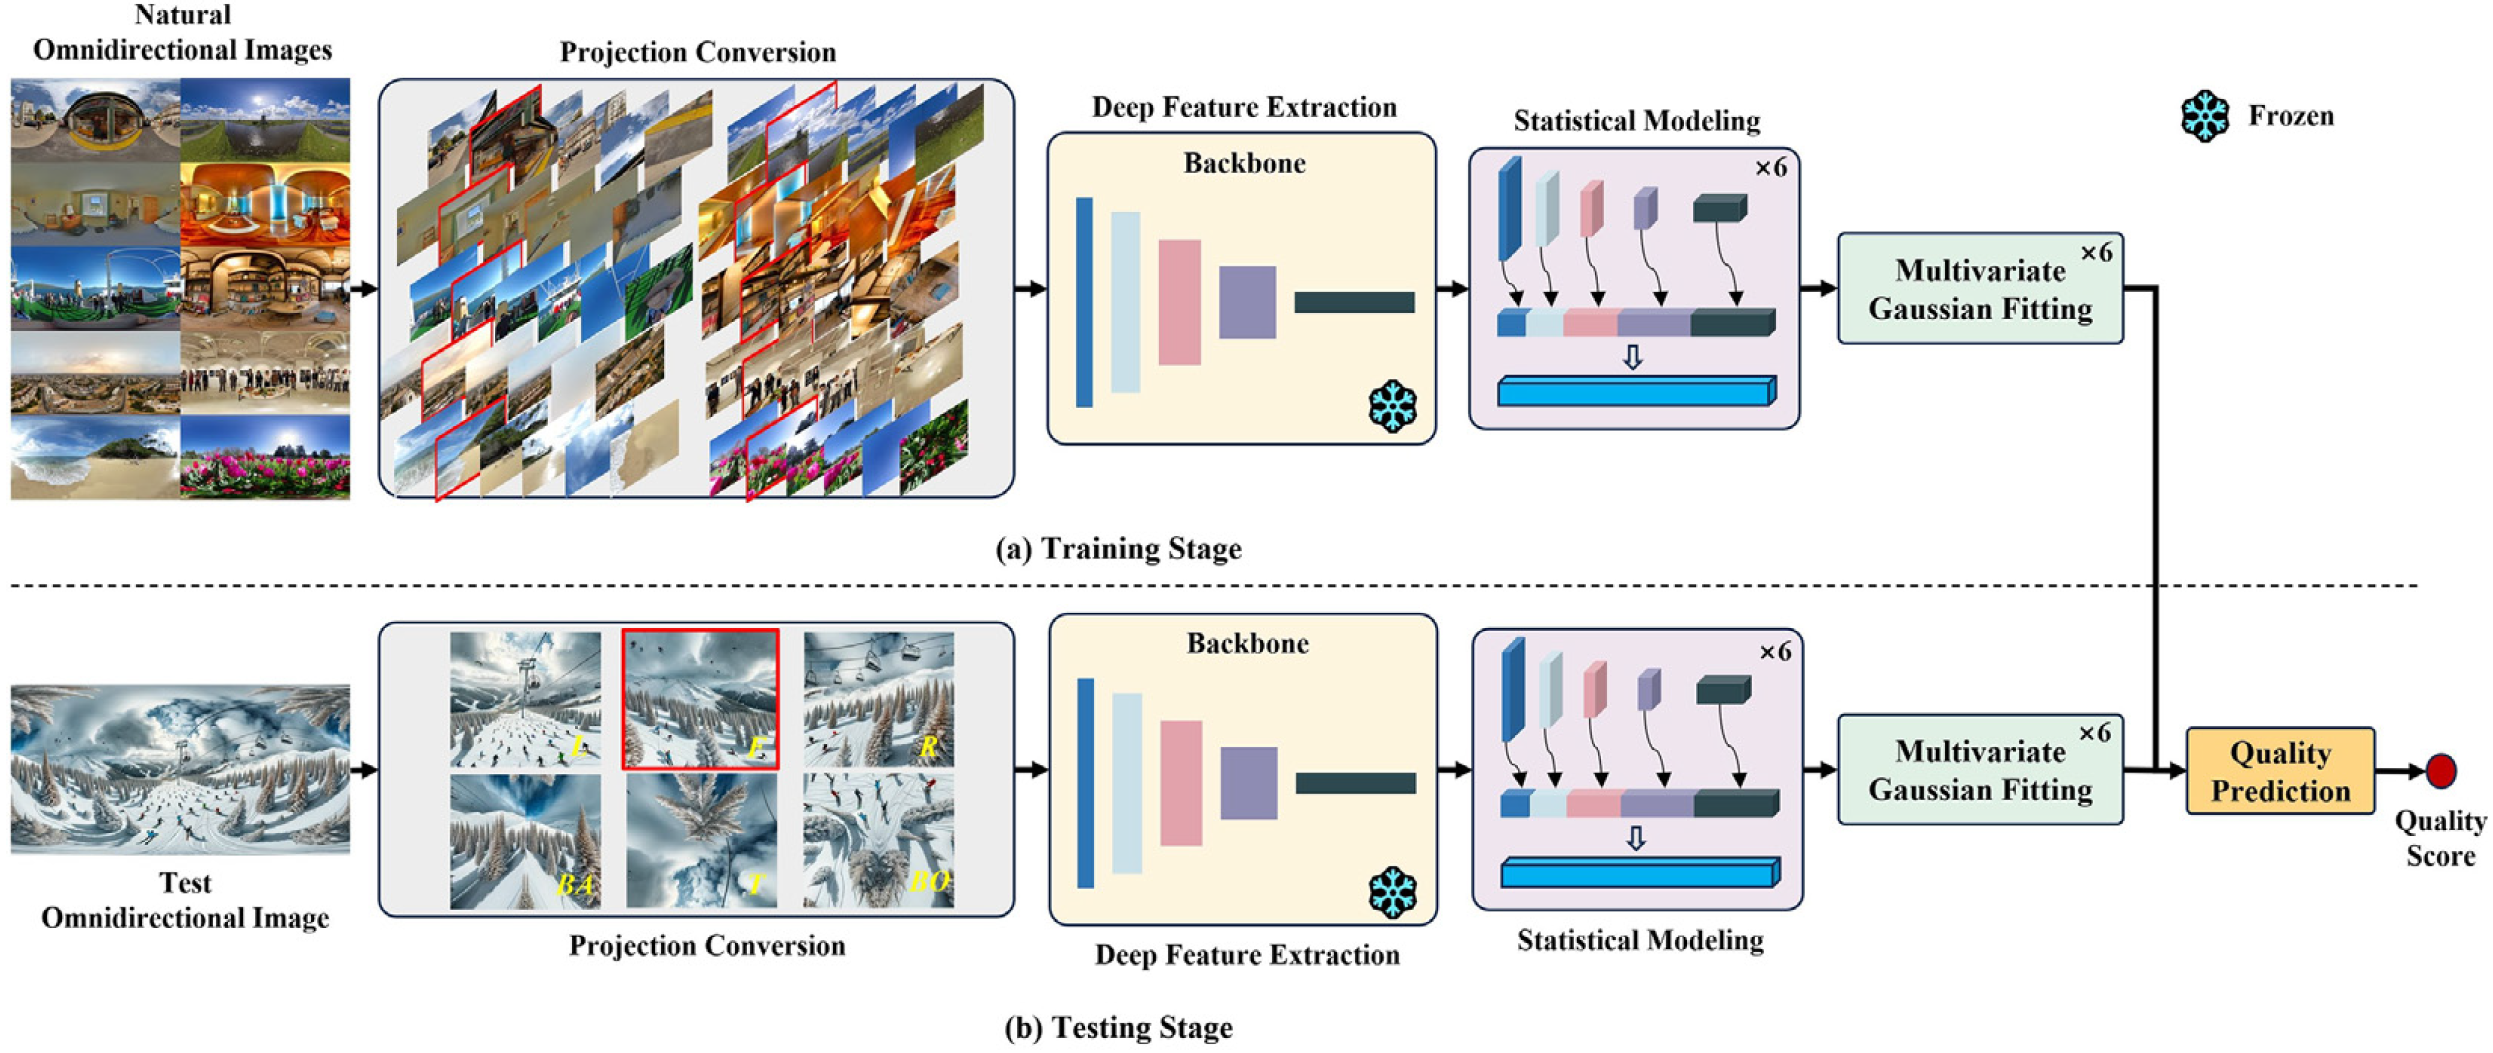 Natural
Omnidirectional Images
Projection Conversion
Deep Feature Extraction
Backbone
Statistical Modeling
×6
Multivariate
Gaussian Fitting
×6
Frozen
(a) Training Stage
Test
Omnidirectional Image
F
R
BA
T
BO
Projection Conversion
Backbone
Deep Feature Extraction
×6
Statistical Modeling
Multivariate
Gaussian Fitting
×6
Quality
Prediction
Quality
Score
(b) Testing Stage